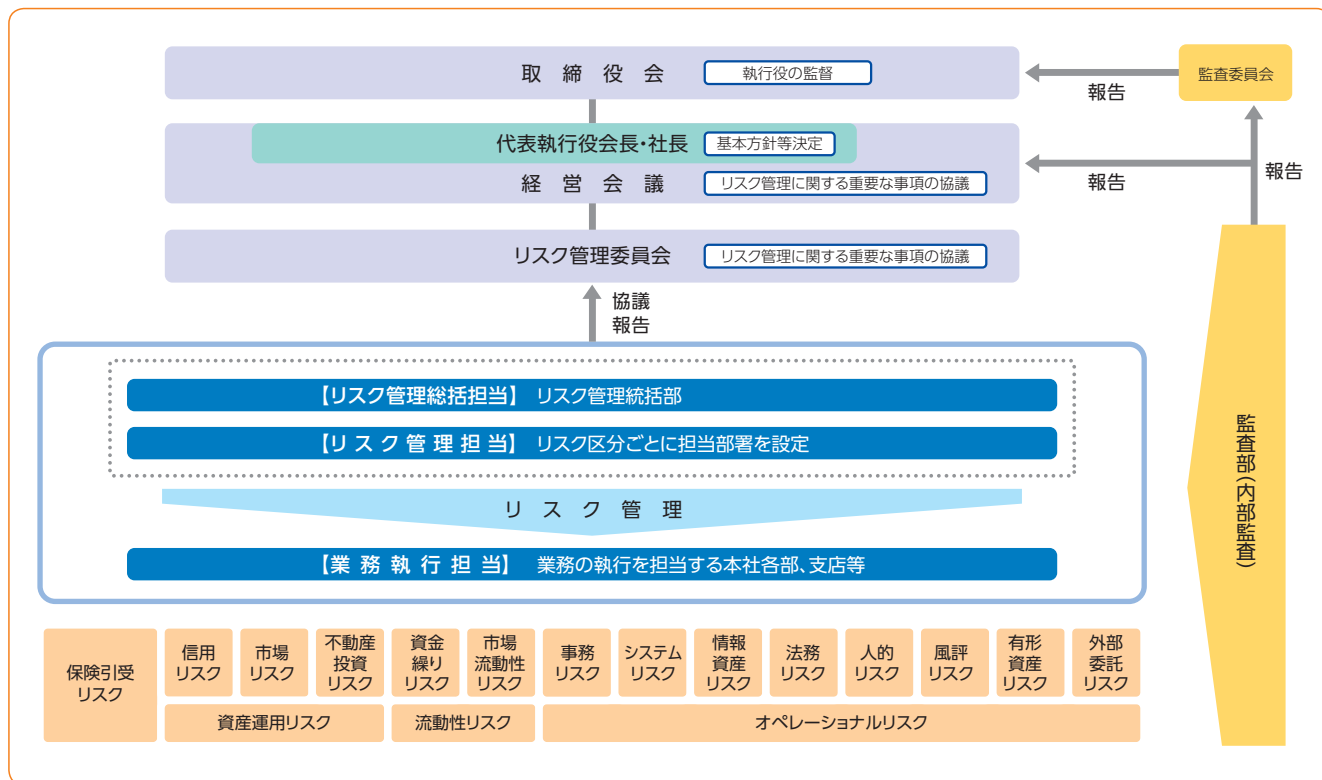 取締役会
執行役の監督
監査委員会
報告
代表執行役会長・社長
基本方針等決定
経営会議
リスク管理に関する重要な事項の協議
報告
報告
リスク管理委員会
リスク管理に関する重要な事項の協議
協議
報告
【リスク管理総括担当】 リスク管理統括部
【リスク管理担当】 リスク区分ごとに担当部署を設定
リスク管理
【業務執行担当】 業務の執行を担当する本社各部、支店等
監査部(内部監査)
保険引受
リスク
信用
リスク
市場
リスク
不動産
投資
リスク
資金
繰り
リスク
市場
流動性
リスク
事務
リスク
システム
リスク
情報
資産
リスク
法務
リスク
人的
リスク
風評
リスク
有形
資産
リスク
外部
委託
リスク
資産運用リスク
流動性リスク
オペレーショナルリスク